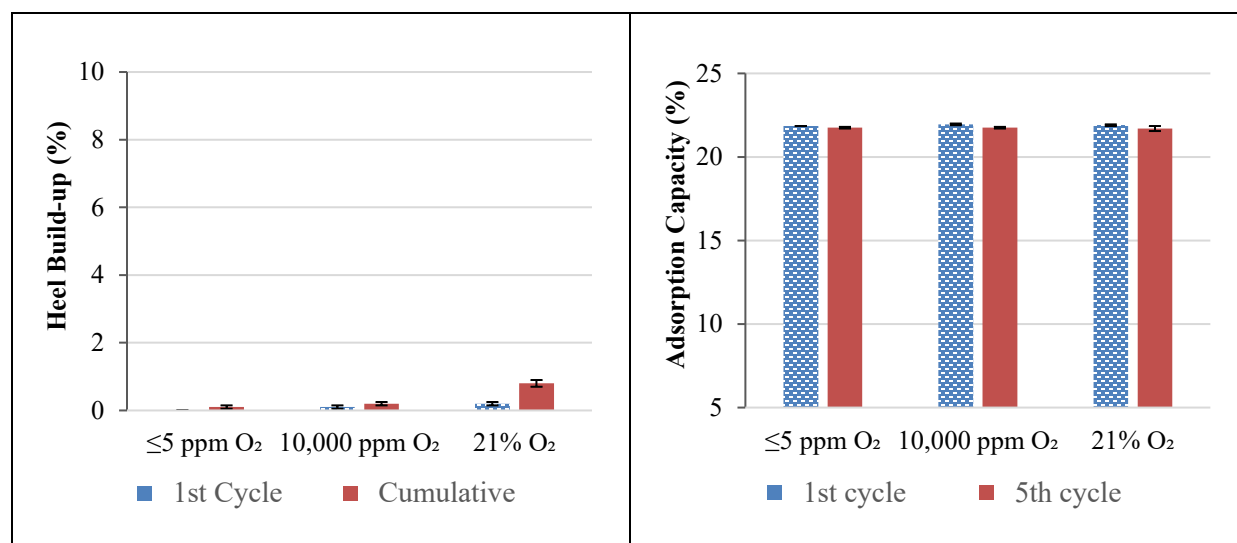 Heel Build-up (%)
10
8
6
4
2
0
≤5 ppm O₂ 10,000 ppm O₂ 21% O₂
1st Cycle Cumulative
Adsorption Capacity (%)
25
20
15
10
5
≤5 ppm O₂ 10,000 ppm O₂ 21% O₂
1st cycle 5th cycle